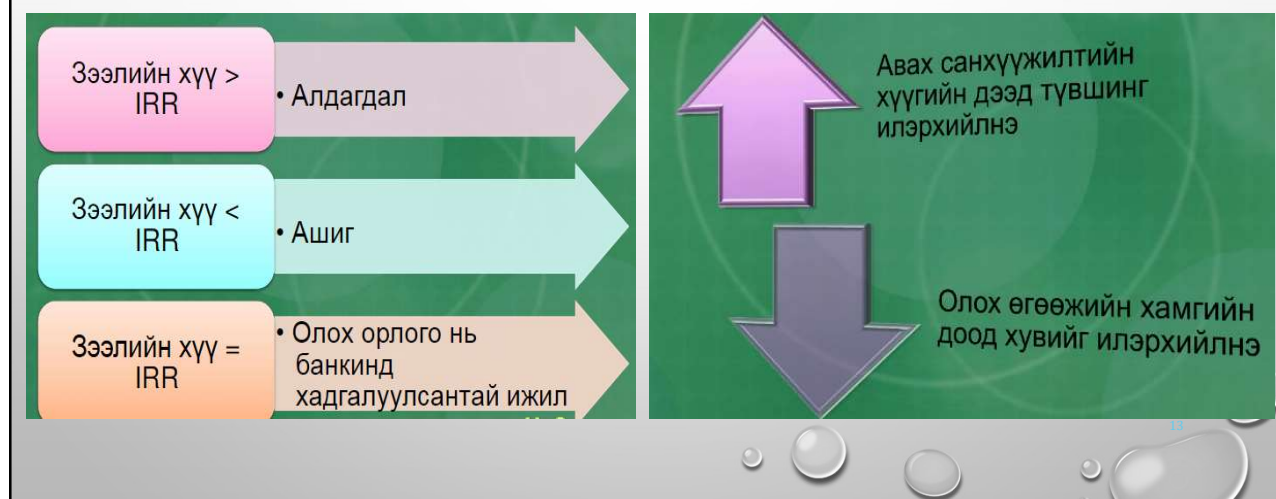 Зээлийн хүү >
IRR
• Алдагдал
Зээлийн хүү <
IRR
• Ашиг
Зээлийн хүү =
IRR
• Олох орлого нь
банкинд
хадгалуулсантай ижил
Авах санхүүжилтийн
хүүгийн дээд түвшинг
илэрхийлнэ
Олох өгөөжийн хамгийн
доод хувийг илэрхийлнэ
13